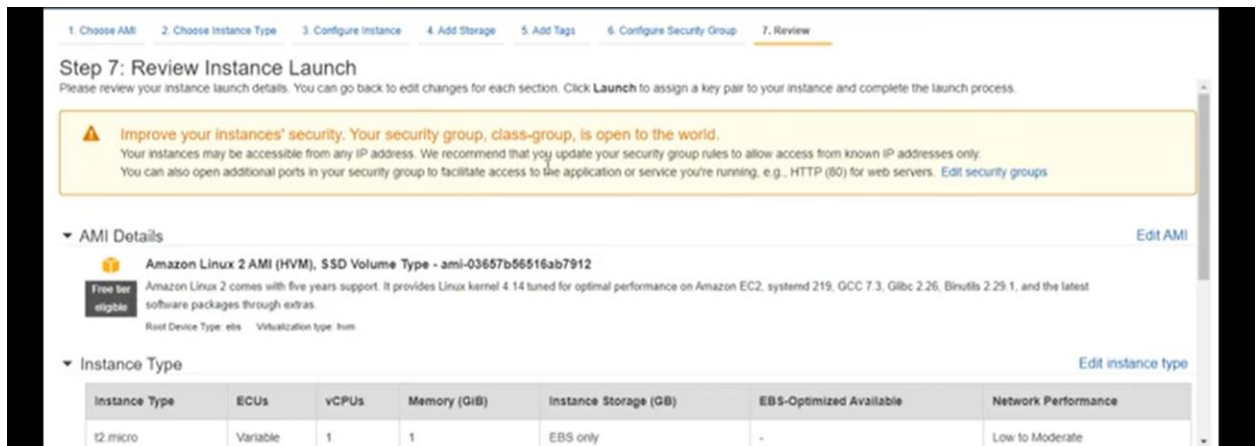 1. Choose AMI 2. Choose Instance Type 3. Configure Instance 4. Add Storage 5. Add Tags 6. Configure Security Group 7. Review
Step 7: Review Instance Launch
Please review your instance launch details. You can go back to edit changes for each section. Click Launch to assign a key pair to your instance and complete the launch process.
Improve your instances' security. Your security group, class-group, is open to the world.
Your instances may be accessible from any IP address. We recommend that you update your security group rules to allow access from known IP addresses only.
You can also open additional ports in your security group to facilitate access to the application or service you're running, e.g., HTTP (80) for web servers. Edit security groups
AMI Details Edit AMI
Amazon Linux 2 AMI (HVM), SSD Volume Type - ami-03657b56516ab7912
Free tier eligible
Amazon Linux 2 comes with five years support. It provides Linux kernel 4.14 tuned for optimal performance on Amazon EC2, systemd 219, GCC 7.3, Glibc 2.26, Binutils 2.29.1, and the latest
software packages through extras.
Root Device Type: ebs Virtualization type: hvm
Instance Type Edit instance type
Instance Type ECUs vCPUs Memory (GiB) Instance Storage (GB) EBS-Optimized Available Network Performance
t2.micro Variable 1 1 EBS only - Low to Moderate